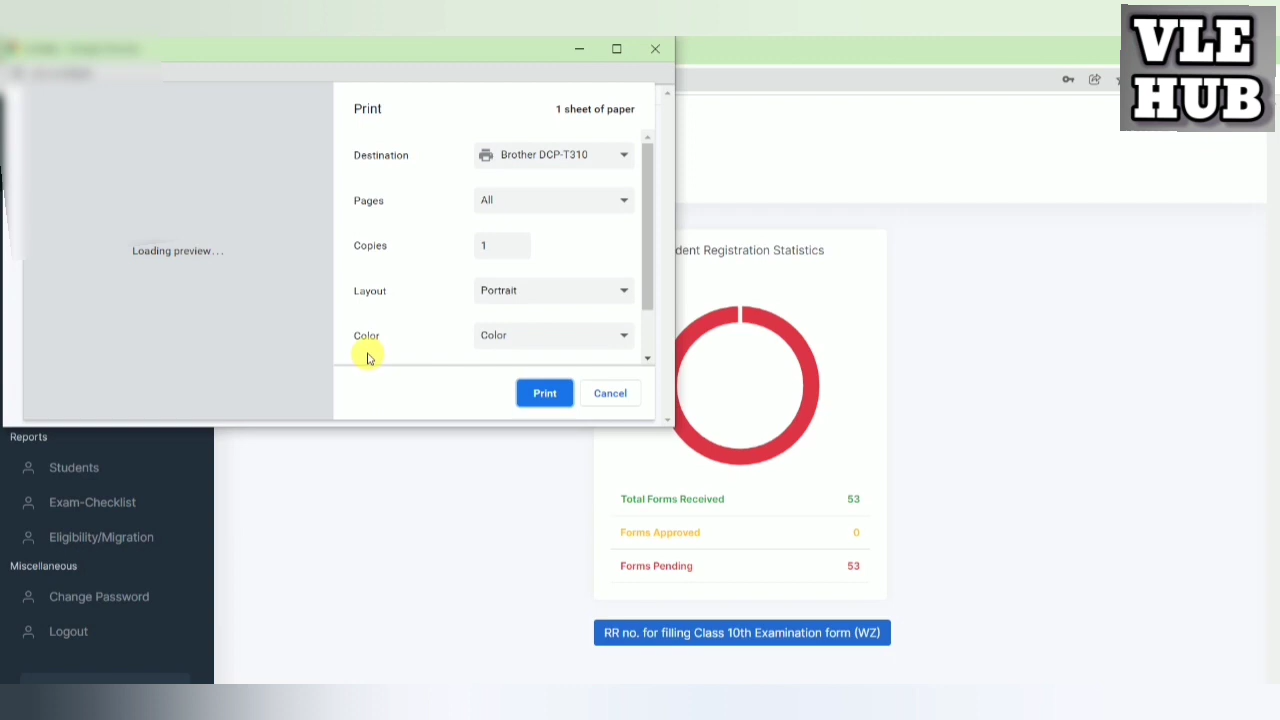 VLE
HUB
Print
1 sheet of paper
Destination
Brother DCP-T310
Pages
All
Copies
1
Layout
Portrait
Color
Color
Loading preview...
Print
Cancel
dent Registration Statistics
Total Forms Received 53
Forms Approved 0
Forms Pending 53
RR no. for filling Class 10th Examination form (WZ)
Reports
Students
Exam-Checklist
Eligibility/Migration
Miscellaneous
Change Password
Logout